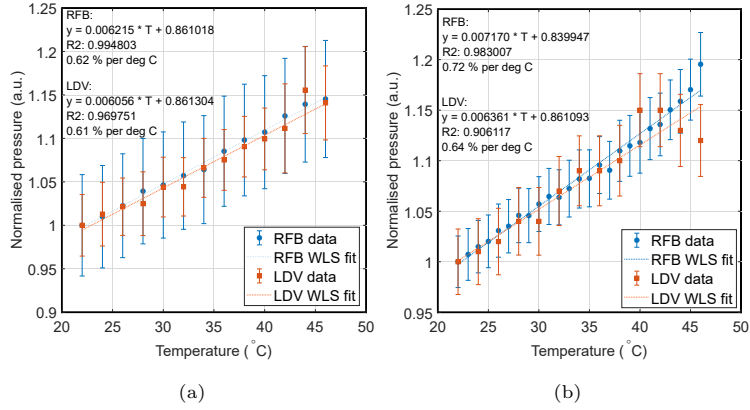 RFB:
y = 0.006215 * T + 0.861018
R2: 0.994803
0.62 % per deg C
LDV:
y = 0.006056 * T + 0.861304
R2: 0.969751
0.61 % per deg C
1.25
1.2
1.15
1.1
1.05
1
0.95
0.9
Normalised pressure (a.u.)
RFB data
RFB WLS fit
LDV data
LDV WLS fit
20 25 30 35 40 45 50
Temperature (°C)
(a)
RFB:
y = 0.007170 * T + 0.839947
R2: 0.983007
0.72 % per deg C
LDV:
y = 0.006361 * T + 0.861093
R2: 0.906117
0.64 % per deg C
1.25
1.2
1.15
1.1
1.05
1
0.95
Normalised pressure (a.u.)
RFB data
RFB WLS fit
LDV data
LDV WLS fit
20 25 30 35 40 45 50
Temperature (°C)
(b)